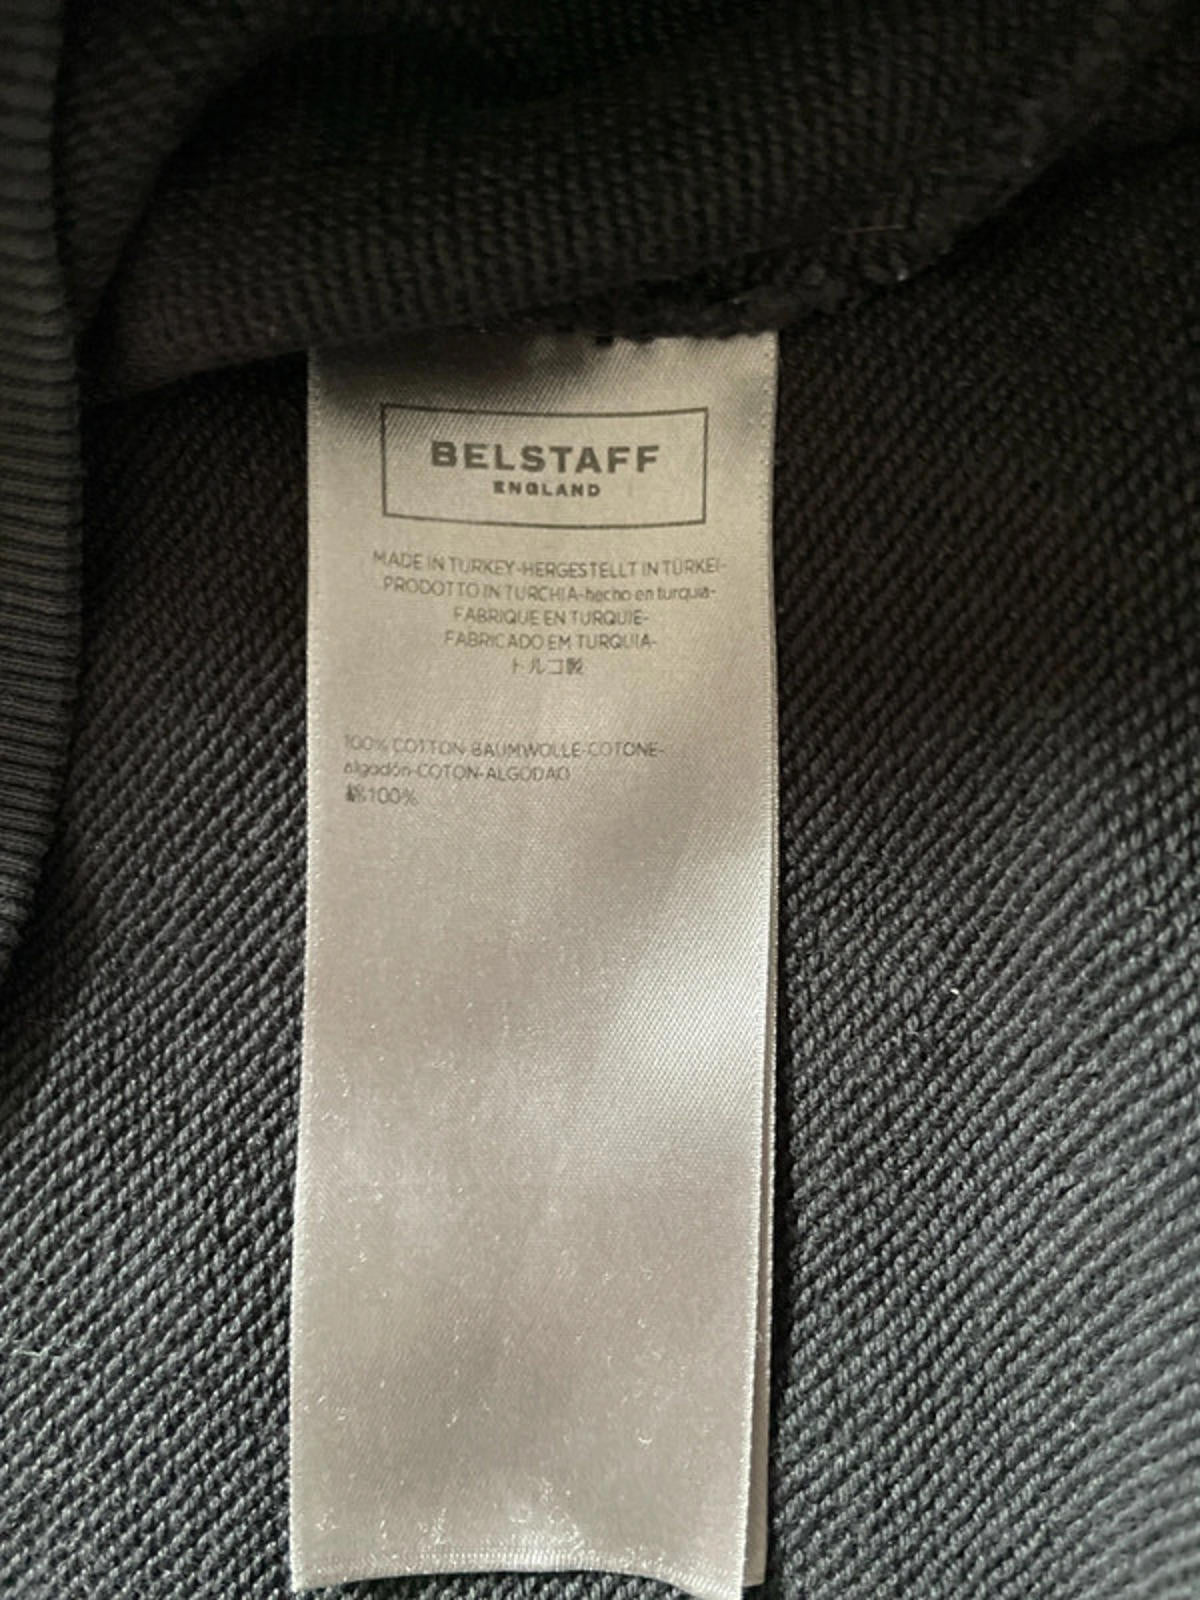 BELSTAFF
ENGLAND
MADE IN TURKEY-HERGESTELLT IN TÜRKEI-
PRODOTTO IN TURCHIA-hecho en turquia-
FABRIQUE EN TURQUIE-
FABRICADO EM TURQUIA-
トルコ製
100% COTTON-BAUMWOLLE-COTONE-
algodón-COTON-ALGODAO
綿100%